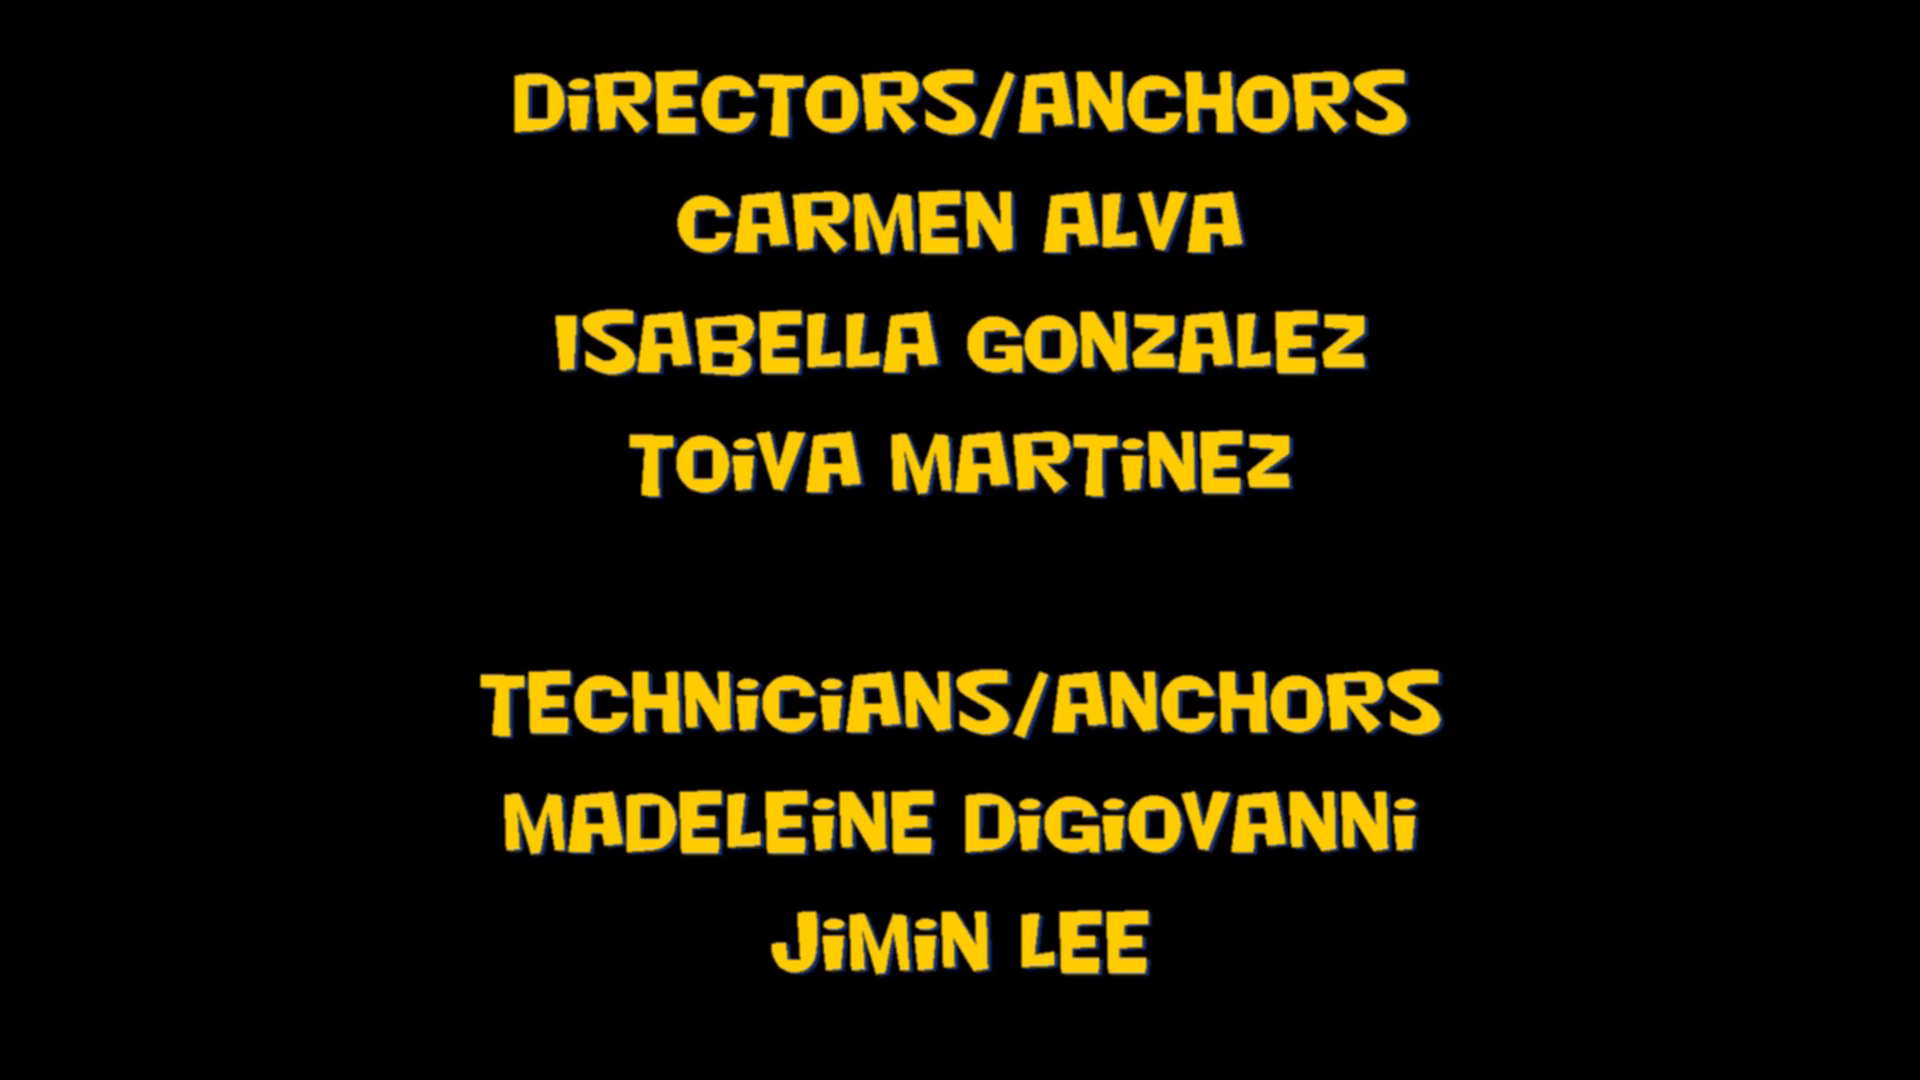 DiRECTORS/ANCHORS
CARMEN ALVA
ISABELLA GONZALEZ
TOiVA MARTiNEZ
TECHNiCiANS/ANCHORS
MADELEiNE DiGiOVANNi
JiMiN LEE